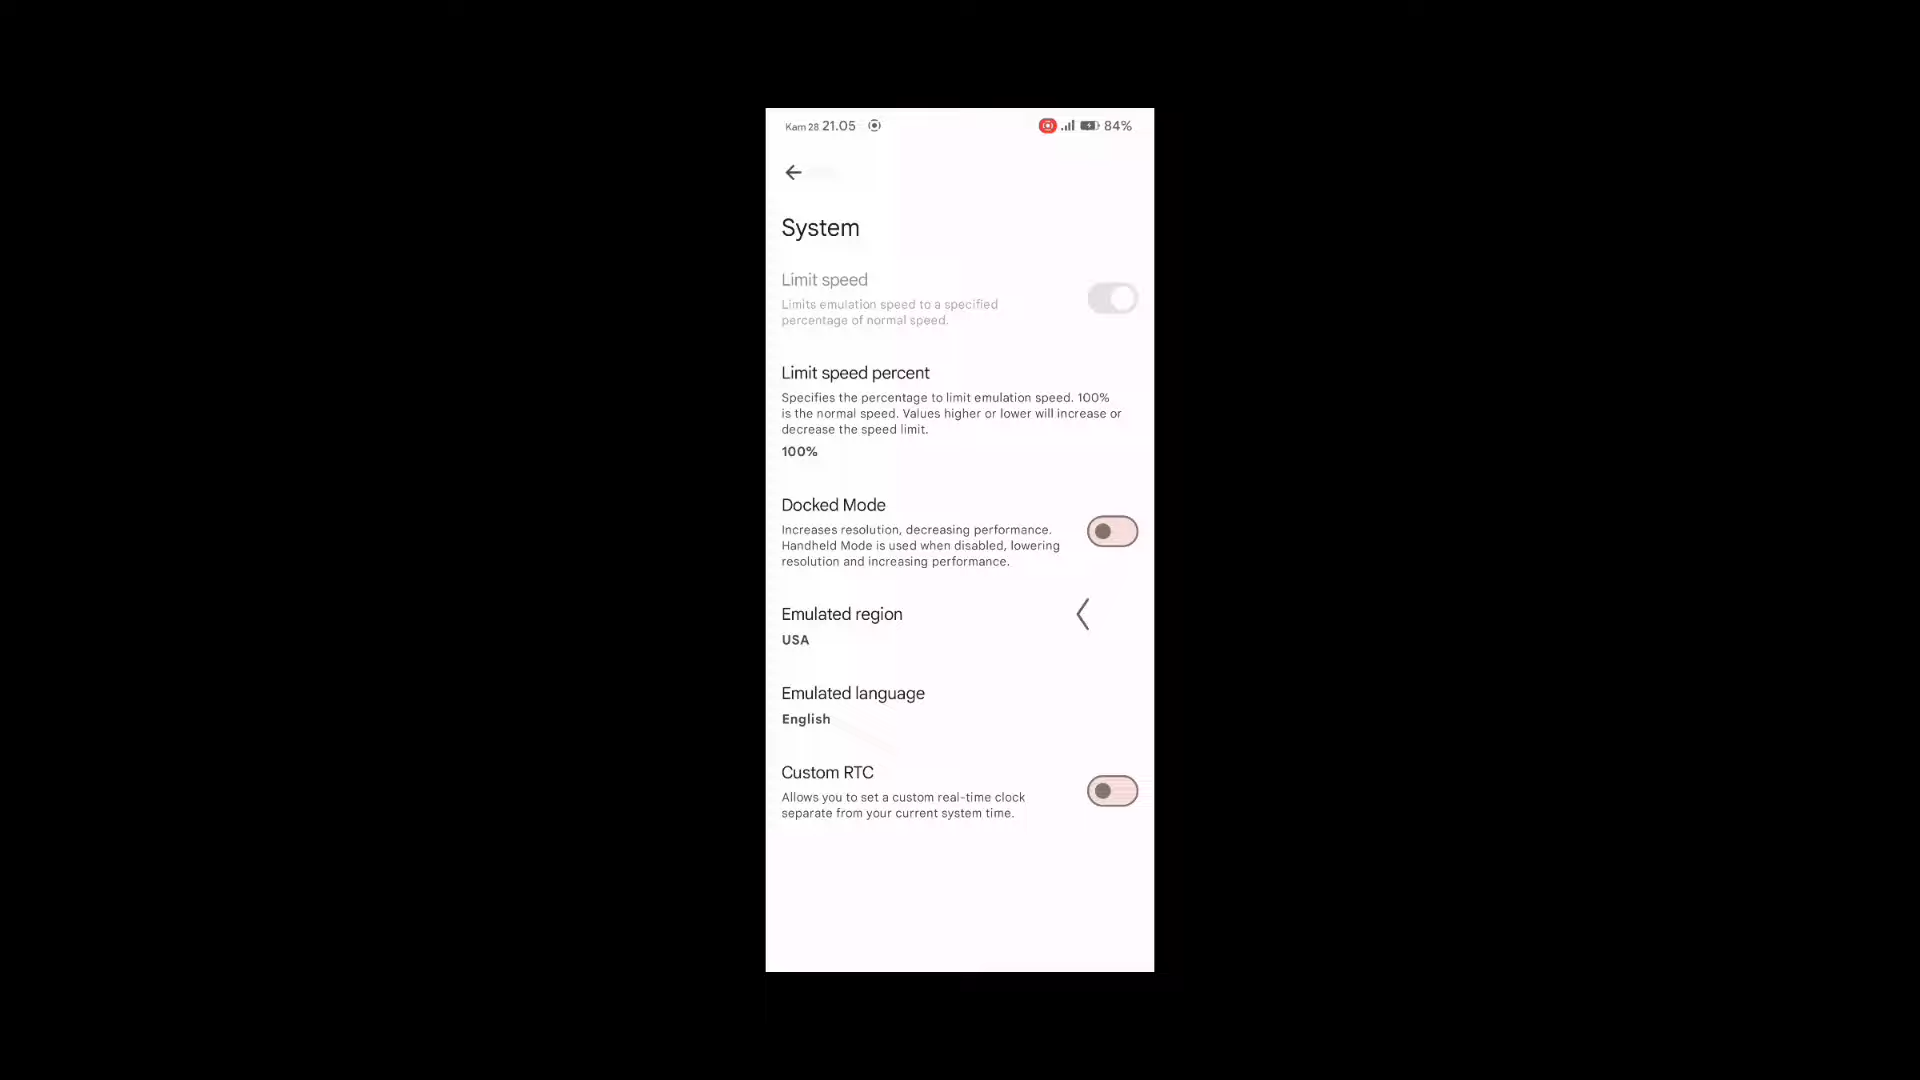 Kam 28 21.05 84%
System
Limit speed
Limits emulation speed to a specified
percentage of normal speed.
Limit speed percent
Specifies the percentage to limit emulation speed. 100%
is the normal speed. Values higher or lower will increase or
decrease the speed limit.
100%
Docked Mode
Increases resolution, decreasing performance.
Handheld Mode is used when disabled, lowering
resolution and increasing performance.
Emulated region
USA
Emulated language
English
Custom RTC
Allows you to set a custom real-time clock
separate from your current system time.